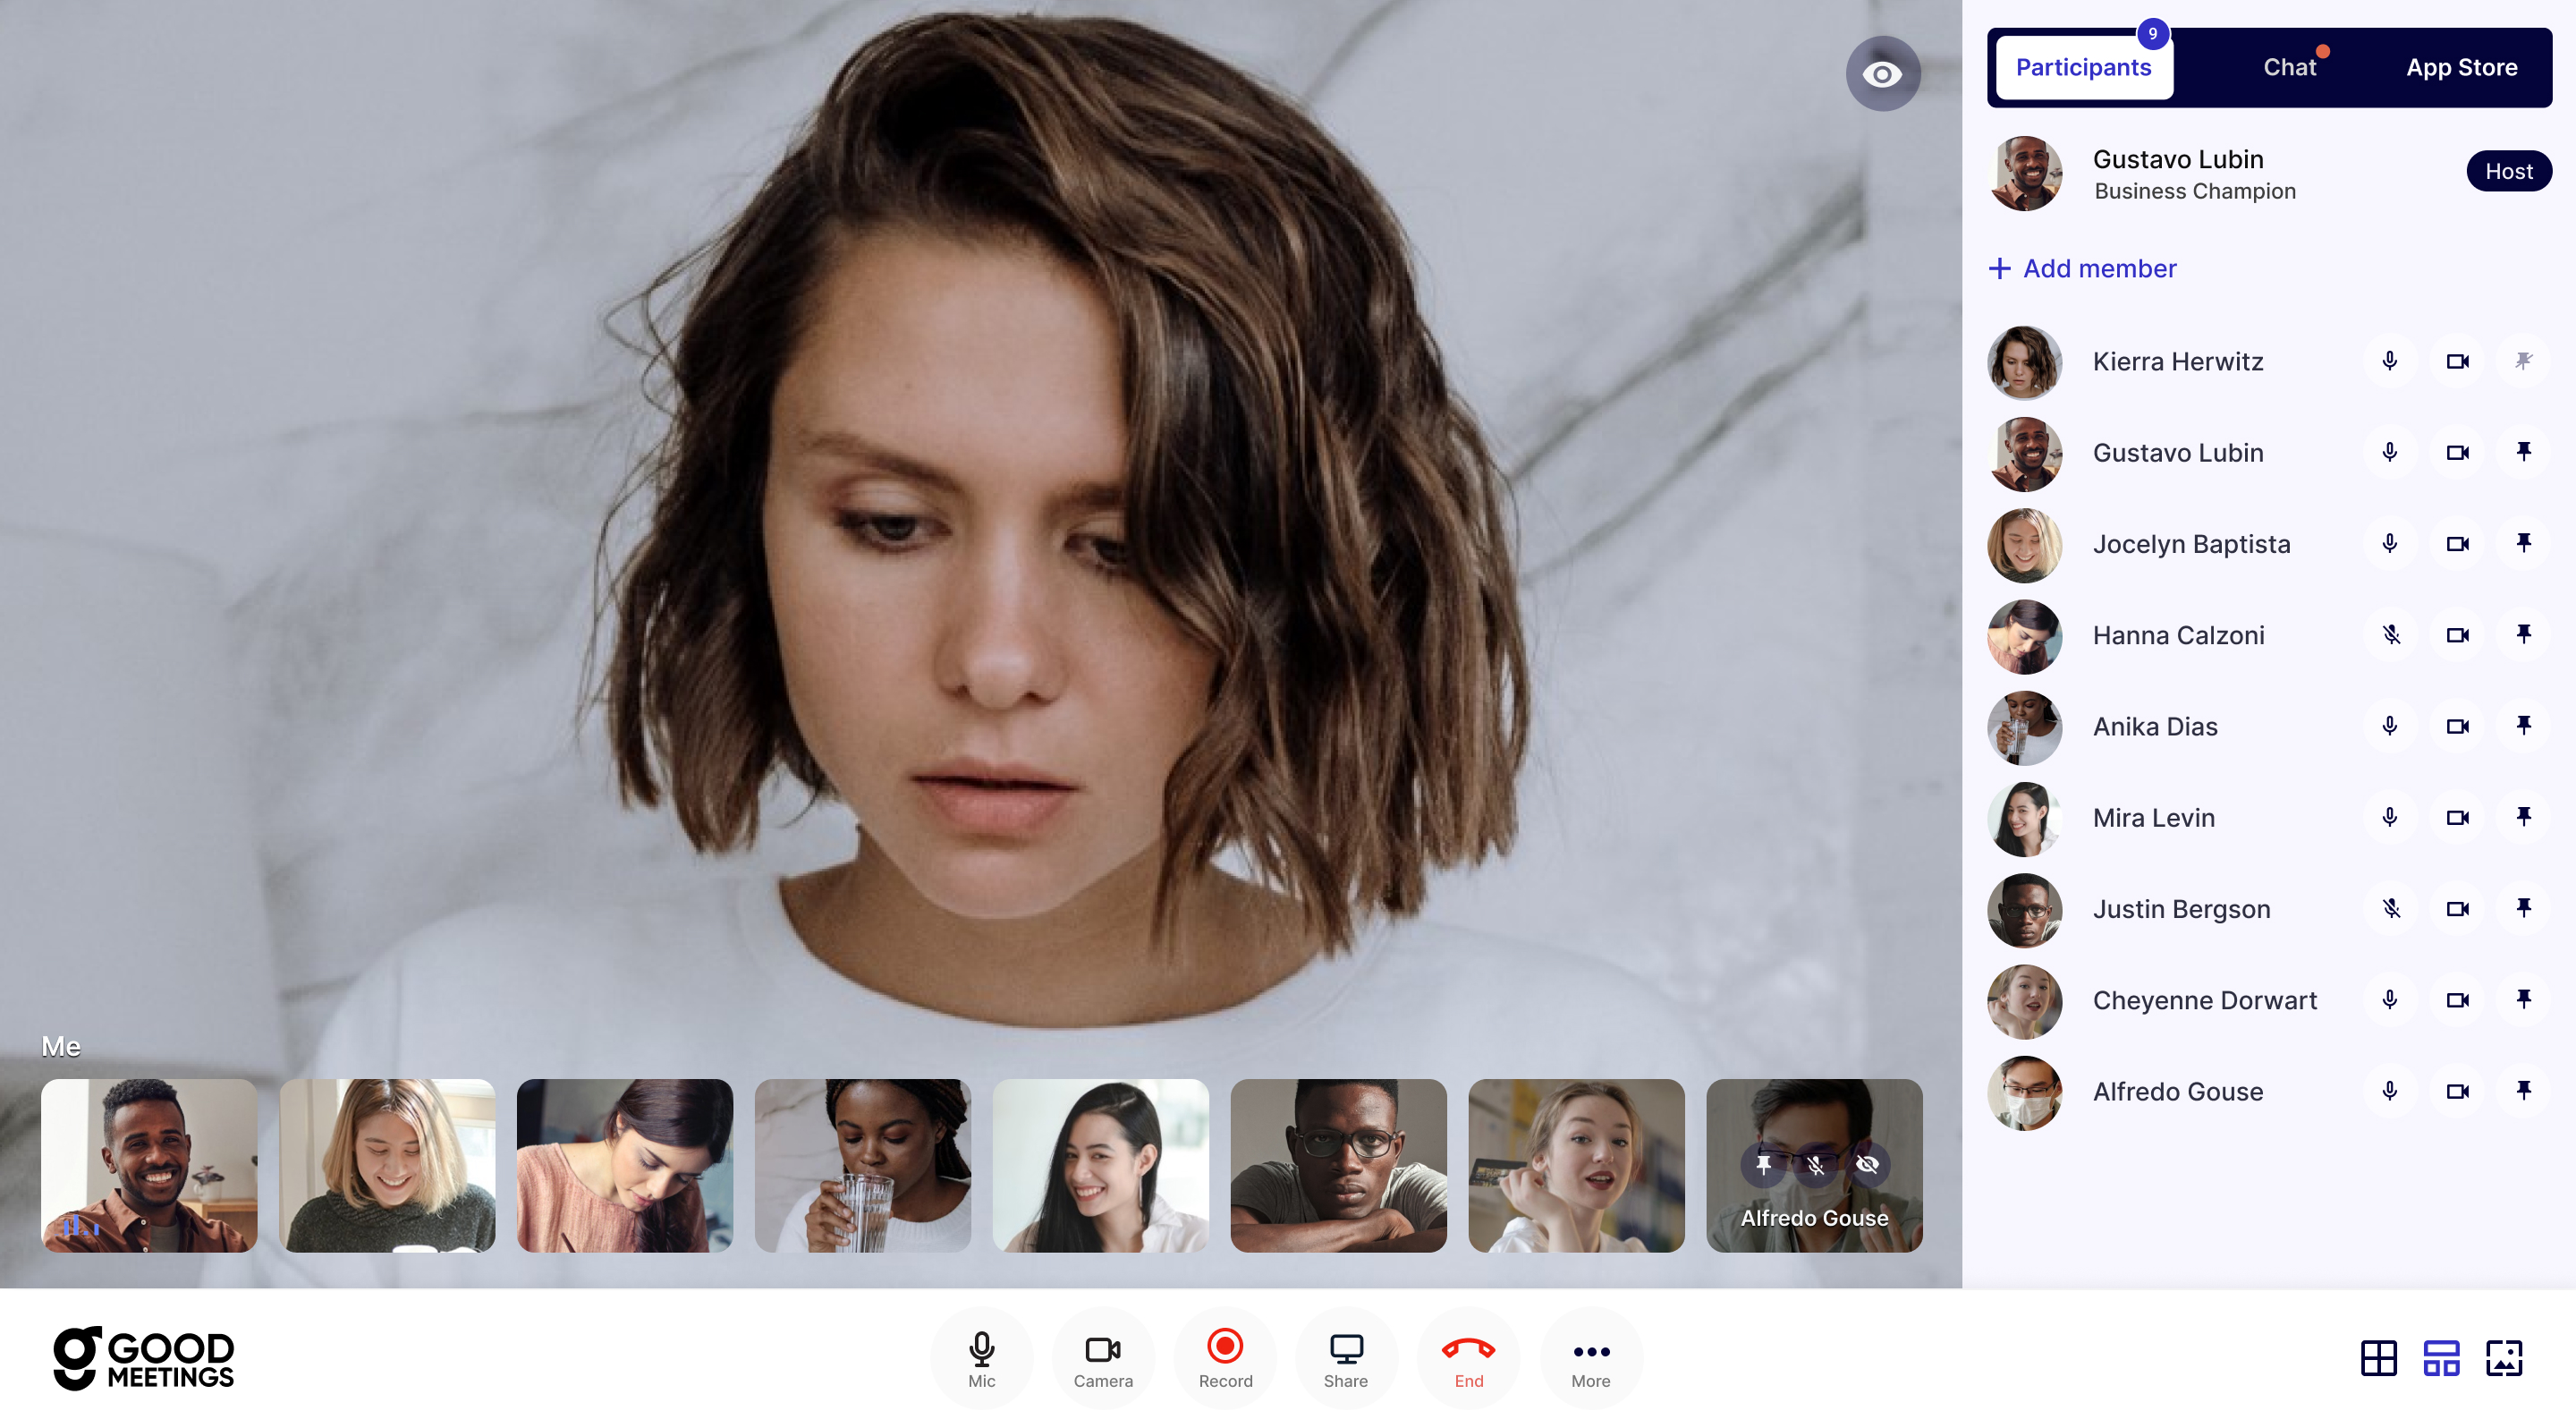 9
Participants
Chat
App Store
Gustavo Lubin
Business Champion
Host
+ Add member
Kierra Herwitz
Gustavo Lubin
Jocelyn Baptista
Hanna Calzoni
Anika Dias
Mira Levin
Justin Bergson
Cheyenne Dorwart
Alfredo Gouse
Me
Alfredo Gouse
GOOD
MEETINGS
Mic
Camera
Record
Share
End
More